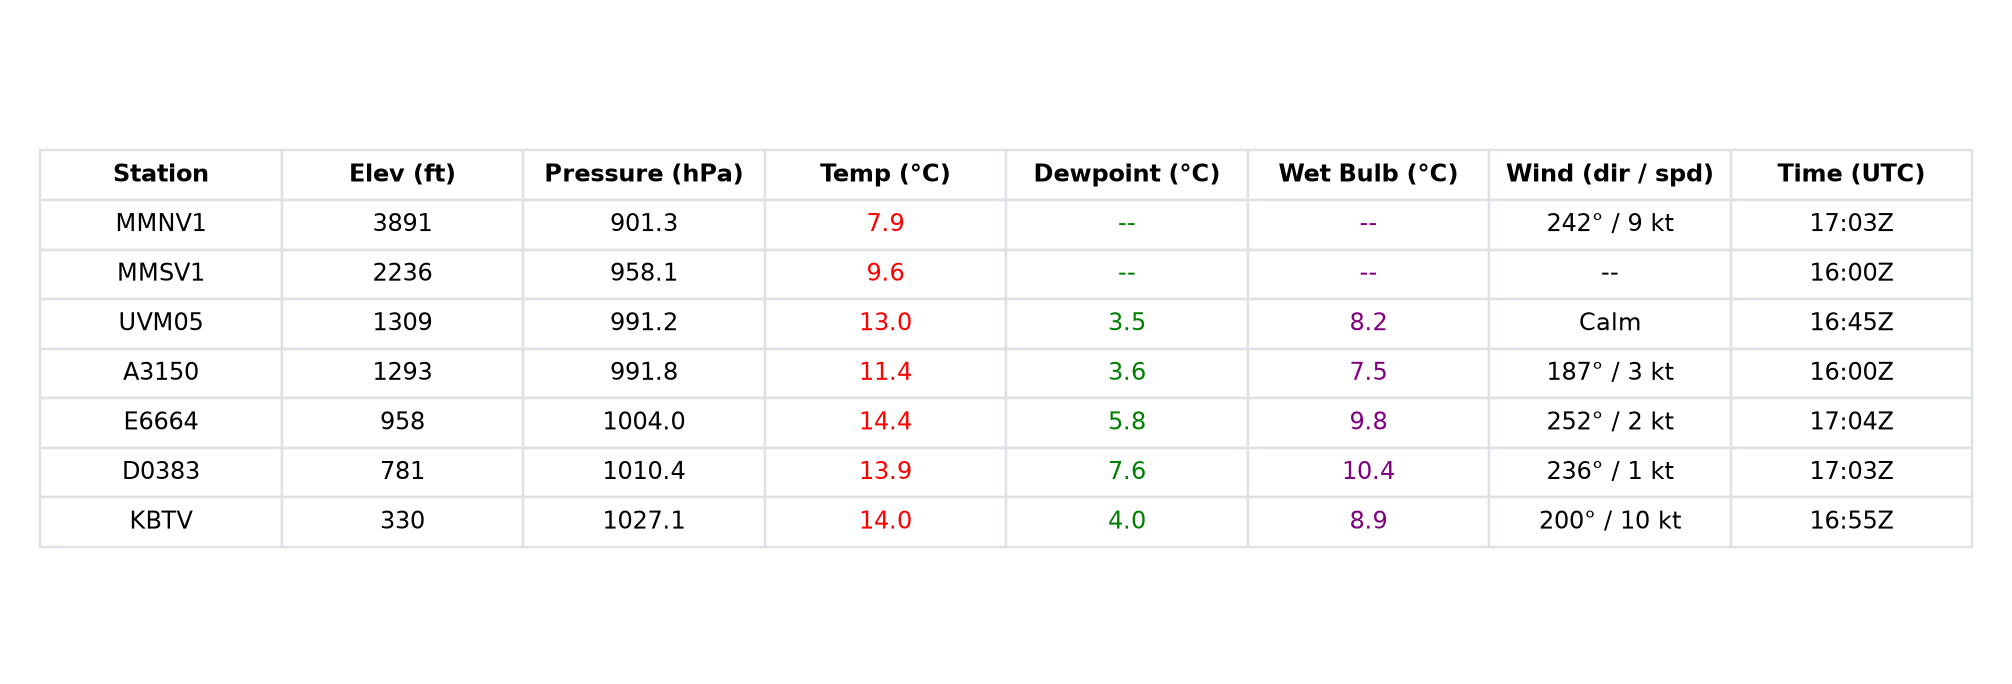 Station Elev (ft) Pressure (hPa) Temp (°C) Dewpoint (°C) Wet Bulb (°C) Wind (dir / spd) Time (UTC)
MMNV1 3891 901.3 7.9 -- -- 242° / 9 kt 17:03Z
MMSV1 2236 958.1 9.6 -- -- -- 16:00Z
UVM05 1309 991.2 13.0 3.5 8.2 Calm 16:45Z
A3150 1293 991.8 11.4 3.6 7.5 187° / 3 kt 16:00Z
E6664 958 1004.0 14.4 5.8 9.8 252° / 2 kt 17:04Z
D0383 781 1010.4 13.9 7.6 10.4 236° / 1 kt 17:03Z
KBTV 330 1027.1 14.0 4.0 8.9 200° / 10 kt 16:55Z